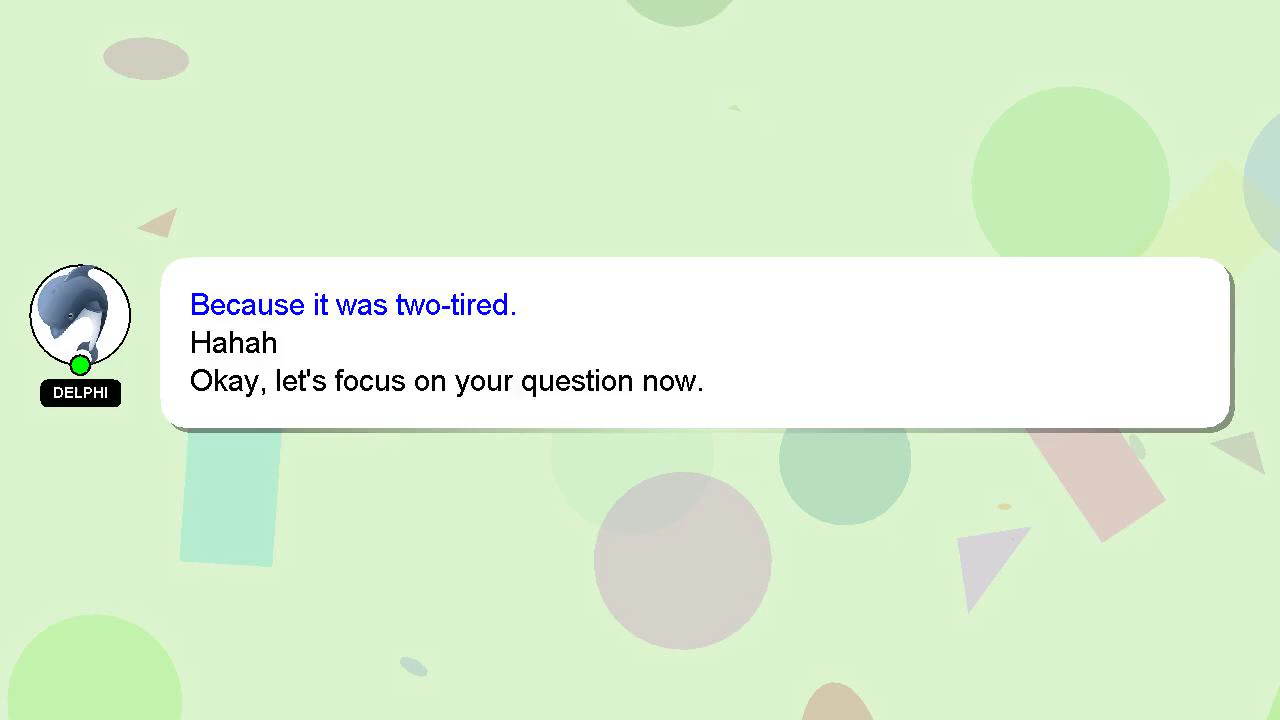 Because it was two-tired.
Hahah
Okay, let's focus on your question now.
DELPHI